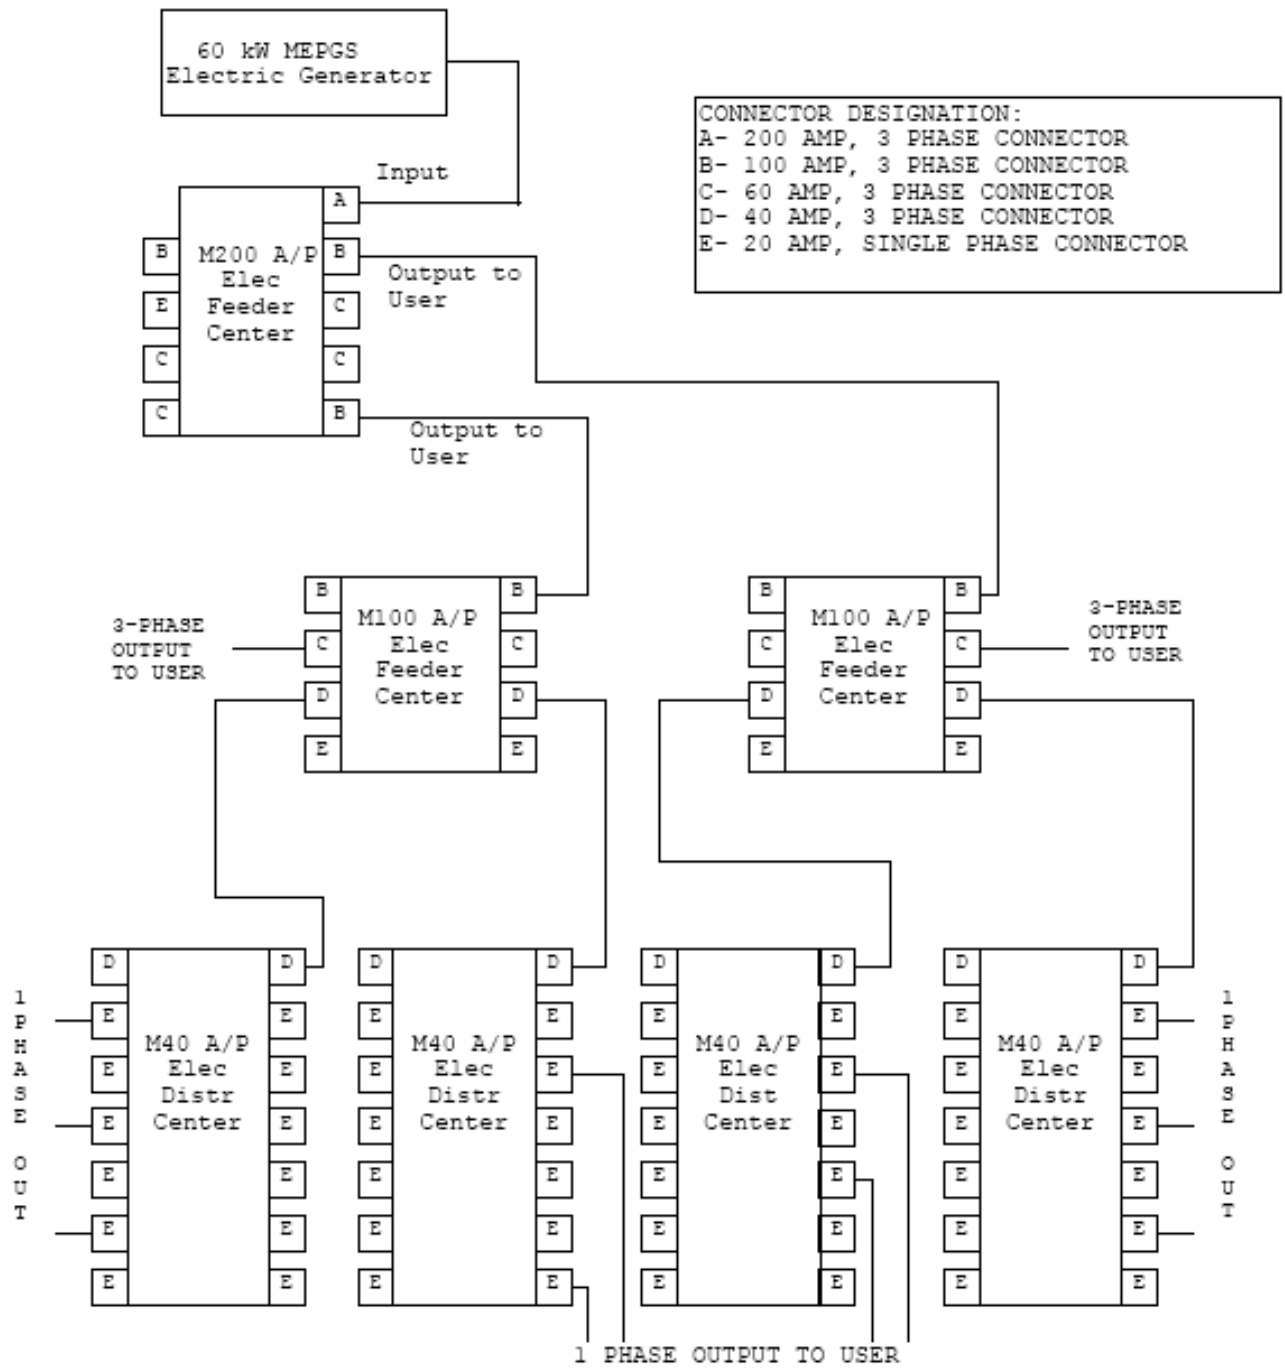 60 kW MEPGS
Electric Generator
CONNECTOR DESIGNATION:
A- 200 AMP, 3 PHASE CONNECTOR
B- 100 AMP, 3 PHASE CONNECTOR
C- 60 AMP, 3 PHASE CONNECTOR
D- 40 AMP, 3 PHASE CONNECTOR
E- 20 AMP, SINGLE PHASE CONNECTOR
Input
A
B
E
C
C
M200 A/P
Elec
Feeder
Center
B
C
C
B
Output to
User
Output to
User
3-PHASE
OUTPUT
TO USER
B
C
D
E
M100 A/P
Elec
Feeder
Center
B
C
D
E
B
C
D
E
M100 A/P
Elec
Feeder
Center
B
C
D
E
3-PHASE
OUTPUT
TO USER
1 PHASE OUT
D
E
E
E
E
E
E
M40 A/P
Elec
Distr
Center
D
E
E
E
E
E
E
D
E
E
E
E
E
E
M40 A/P
Elec
Distr
Center
D
E
E
E
E
E
E
D
E
E
E
E
E
E
M40 A/P
Elec
Dist
Center
D
E
E
E
E
E
E
D
E
E
E
E
E
E
M40 A/P
Elec
Distr
Center
D
E
E
E
E
E
E
1 PHASE OUT
1 PHASE OUTPUT TO USER